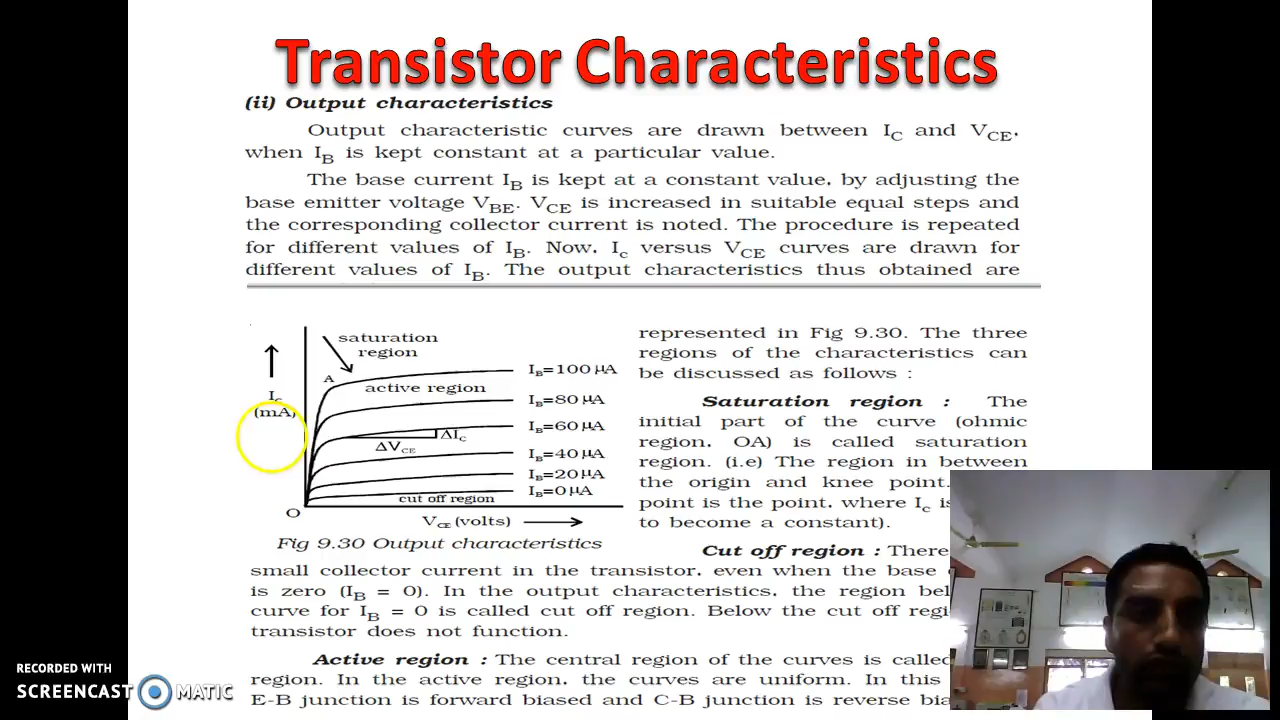 Transistor Characteristics
(ii) Output characteristics
Output characteristic curves are drawn between IC and VCE,
when IB is kept constant at a particular value.
The base current IB is kept at a constant value, by adjusting the
base emitter voltage VBE. VCE is increased in suitable equal steps and
the corresponding collector current is noted. The procedure is repeated
for different values of IB. Now, Ic versus VCE curves are drawn for
different values of IB. The output characteristics thus obtained are
saturation
region
A
active region
IC
(mA)
IB=100 μA
IB=80 μA
IB=60 μA
ΔIC
ΔVCE
IB=40 μA
IB=20 μA
IB=0 μA
cut off region
O
VCE (volts)
Fig 9.30 Output characteristics
represented in Fig 9.30. The three
regions of the characteristics can
be discussed as follows :
Saturation region : The
initial part of the curve (ohmic
region, OA) is called saturation
region. (i.e) The region in between
the origin and knee point.
point is the point, where Ic is
to become a constant).
Cut off region : There
small collector current in the transistor, even when the base
is zero (IB = 0). In the output characteristics, the region
curve for IB = 0 is called cut off region. Below the cut off
transistor does not function.
Active region : The central region of the curves is called
region. In the active region, the curves are uniform. In this
E-B junction is forward biased and C-B junction is reverse
RECORDED WITH
SCREENCAST MATIC